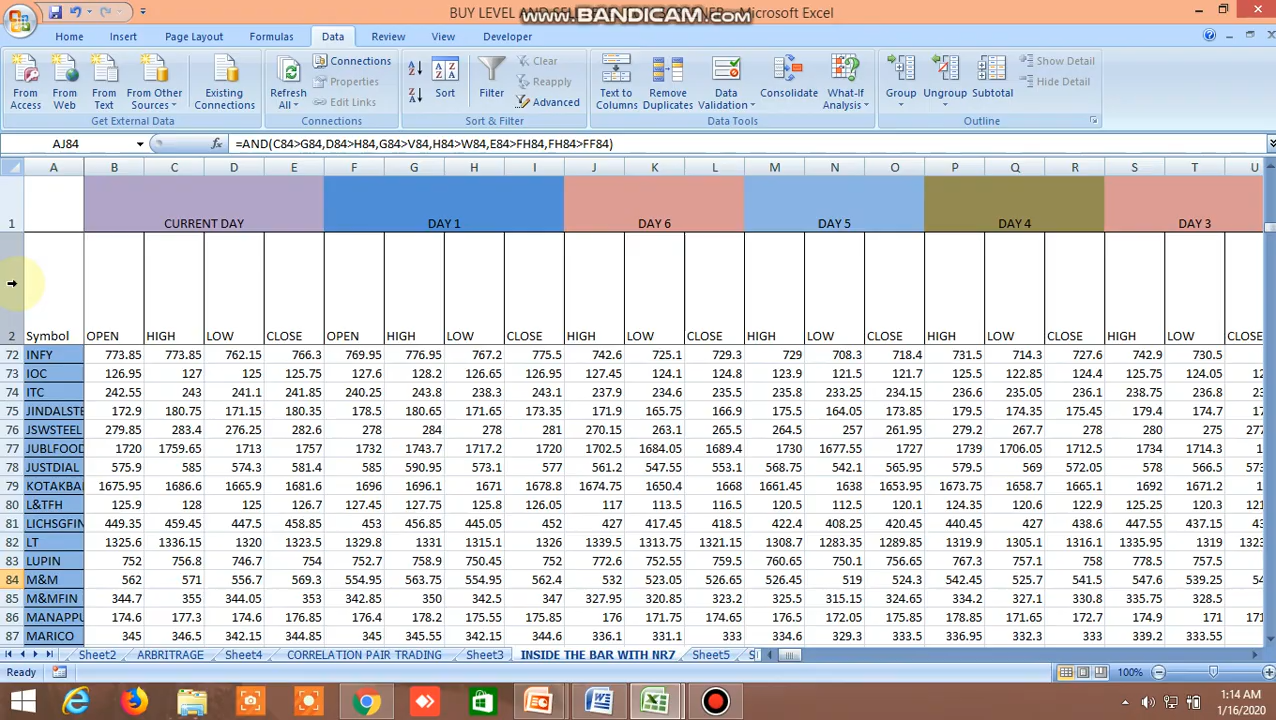 BUY LEVEL AND SE
www.BANDICAM.com
NER - Microsoft Excel
Home Insert Page Layout Formulas Data Review View Developer
From Access
From Web
From Text
From Other Sources
Existing Connections
Get External Data
Refresh All
Connections
Properties
Edit Links
Connections
Sort
Filter
Clear
Reapply
Advanced
Sort & Filter
Text to Columns
Remove Duplicates
Data Validation
Consolidate
What-If Analysis
Data Tools
Group
Ungroup
Subtotal
Show Detail
Hide Detail
Outline
AJ84 fx =AND(C84>G84,D84>H84,G84>V84,H84>W84,E84>FH84,FH84>FF84)
A B C D E F G H I J K L M N O P Q R S T U
1 CURRENT DAY DAY 1 DAY 6 DAY 5 DAY 4 DAY 3
2 Symbol OPEN HIGH LOW CLOSE OPEN HIGH LOW CLOSE HIGH LOW CLOSE HIGH LOW CLOSE HIGH LOW CLOSE HIGH LOW CLOSE
72 INFY 773.85 773.85 762.15 766.3 769.95 776.95 767.2 775.5 742.6 725.1 729.3 729 708.3 718.4 731.5 714.3 727.6 742.9 730.5
73 IOC 126.95 127 125 125.75 127.6 128.2 126.65 126.95 127.45 124.1 124.8 123.9 121.5 121.7 125.5 122.85 124.4 125.75 124.05 12
74 ITC 242.55 243 241.1 241.85 240.25 243.8 238.3 243.1 237.9 234.6 235.5 235.8 233.25 234.15 236.6 235.05 236.1 238.75 236.8 23
75 JINDALSTE 172.9 180.75 171.15 180.35 178.5 180.65 171.65 173.35 171.9 165.75 166.9 175.5 164.05 173.85 179.5 174.35 175.45 179.4 174.7 17
76 JSWSTEEL 279.85 283.4 276.25 282.6 278 284 278 281 270.15 263.1 265.5 264.5 257 261.95 279.2 267.7 278 280 275 27
77 JUBLFOOD 1720 1759.65 1713 1757 1732 1743.7 1717.2 1720 1702.5 1684.05 1689.4 1730 1677.55 1727 1739 1706.05 1712.5 1734 1714.3 1
78 JUSTDIAL 575.9 585 574.3 581.4 585 590.95 573.1 577 561.2 547.55 553.1 568.75 542.1 565.95 579.5 569 572.05 578 566.5 573
79 KOTAKBA 1675.95 1686.6 1665.9 1681.6 1696 1696.1 1671 1678.8 1674.75 1650.4 1668 1661.45 1638 1653.95 1673.75 1658.7 1665.1 1692 1671.2 16
80 L&TFH 125.9 128 125.9 126.7 127.45 127.75 125.8 126.05 117 113.5 116.5 120.5 112.5 120.1 124.35 120.6 122.9 125.25 121.3 12
81 LICHSGFIN 449.35 459.45 447.5 458.85 453 456.85 445.05 452 427 417.45 418.4 422.4 408.25 420.45 440.45 427 438.6 447.55 437.15 43
82 LT 1325.6 1336.15 1320 1323.5 1329.8 1331 1315.1 1326 1339.5 1313.75 1321.15 1308.7 1283.35 1289.85 1319.9 1305.1 1316.1 1335.95 1319 1323
83 LUPIN 752 756.8 746.7 754 752.7 758.9 750.45 752 772.6 752.55 759.5 760.65 750.1 756.65 767.3 757.1 758 778.5 757.5
84 M&M 562 571 556.7 569.3 554.95 563.75 554.95 562.4 532 523.05 526.65 526.45 519 524.3 542.45 525.7 541.5 547.6 539.25 54
85 M&MFIN 344.7 355 344.05 353 342.35 350 342.5 347 327.95 320.85 323.2 325.5 315.15 324.65 334.2 327.1 330.8 335.75 328.5
86 MANAPPU 174.6 177.3 174.6 175.8 176.4 178.2 175.55 175.8 176 171.75 174.65 176.5 172.3 175.85 178.05 171.65 172.3 174.9 171 17
87 MARICO 345 346.5 342.15 344.85 345 345.55 342.15 344.6 336.1 331.1 333 334.6 329.3 333.5 336.95 332.3 333 339.2 333.55
Sheet2 ARBRITRAGE Sheet4 CORRELATION PAIR TRADING Sheet3 INSIDE THE BAR WITH NR7 Sheet5 S
Ready 100%
1:14 AM
1/16/2020